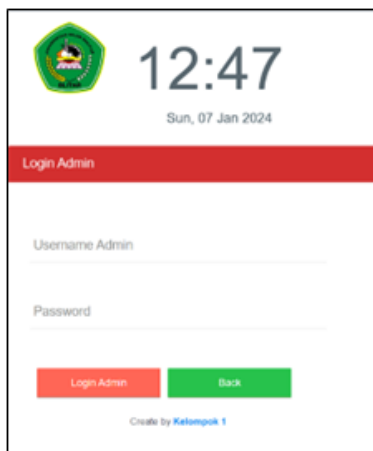 12:47
Sun, 07 Jan 2024
Login Admin
Username Admin
Password
Login Admin
Back
Create by Kelompok 1